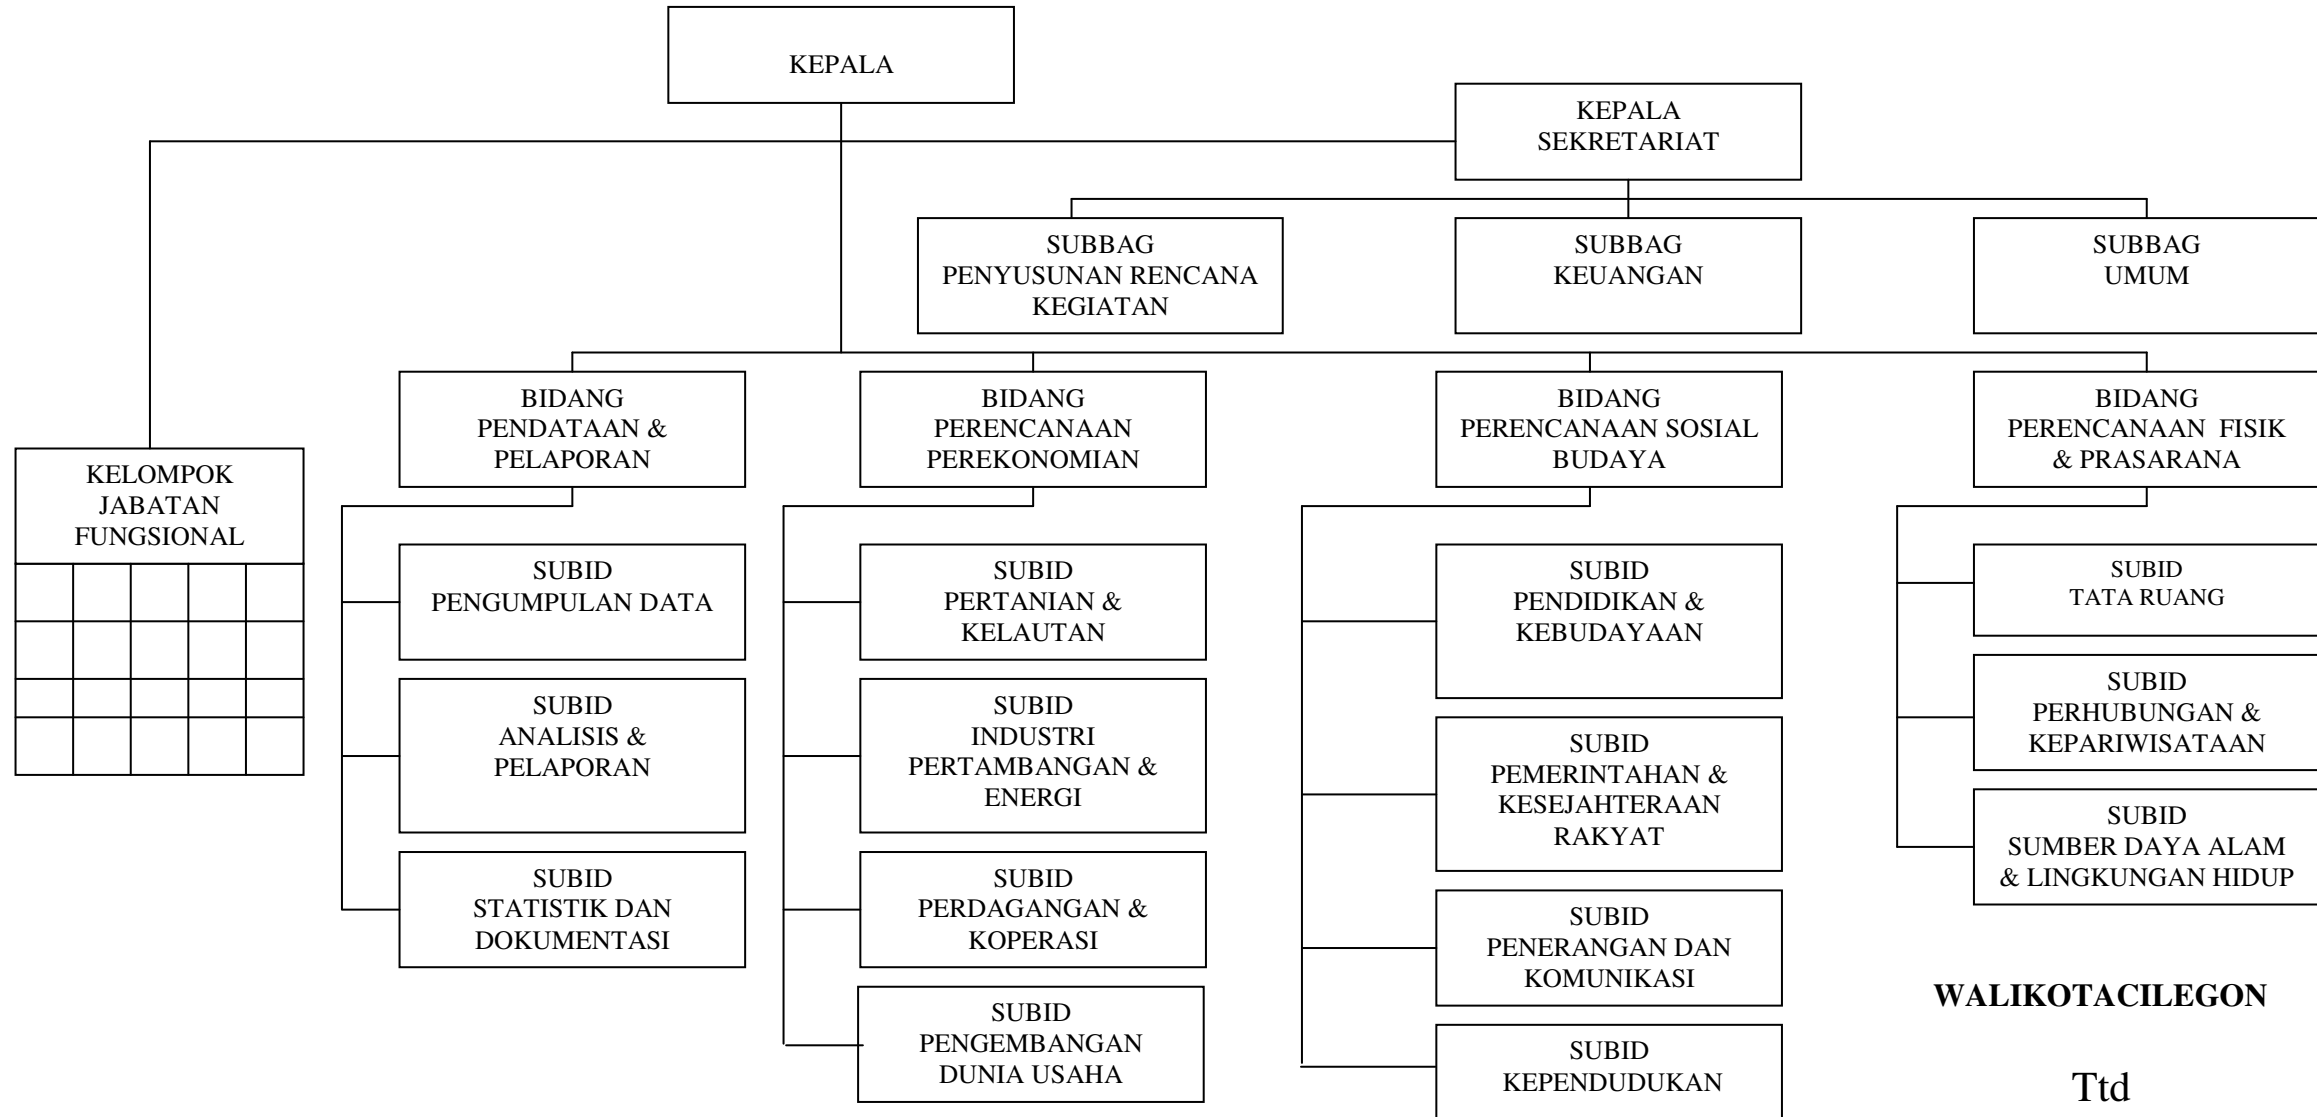 KEPALA
KEPALA
SEKRETARIAT
SUBBAG
PENYUSUNAN RENCANA
KEGIATAN
SUBBAG
KEUANGAN
SUBBAG
UMUM
KELOMPOK
JABATAN
FUNGSIONAL
BIDANG
PENDATAAN &
PELAPORAN
SUBID
PENGUMPULAN DATA
SUBID
ANALISIS &
PELAPORAN
SUBID
STATISTIK DAN
DOKUMENTASI
BIDANG
PERENCANAAN
PEREKONOMIAN
SUBID
PERTANIAN &
KELAUTAN
SUBID
INDUSTRI
PERTAMBANGAN &
ENERGI
SUBID
PERDAGANGAN &
KOPERASI
SUBID
PENGEMBANGAN
DUNIA USAHA
BIDANG
PERENCANAAN SOSIAL
BUDAYA
SUBID
PENDIDIKAN &
KEBUDAYAAN
SUBID
PEMERINTAHAN &
KESEJAHTERAAN
RAKYAT
SUBID
PENERANGAN DAN
KOMUNIKASI
SUBID
KEPENDUDUKAN
BIDANG
PERENCANAAN FISIK
& PRASARANA
SUBID
TATA RUANG
SUBID
PERHUBUNGAN &
KEPARIWISATAAN
SUBID
SUMBER DAYA ALAM
& LINGKUNGAN HIDUP
WALIKOTACILEGON
Ttd